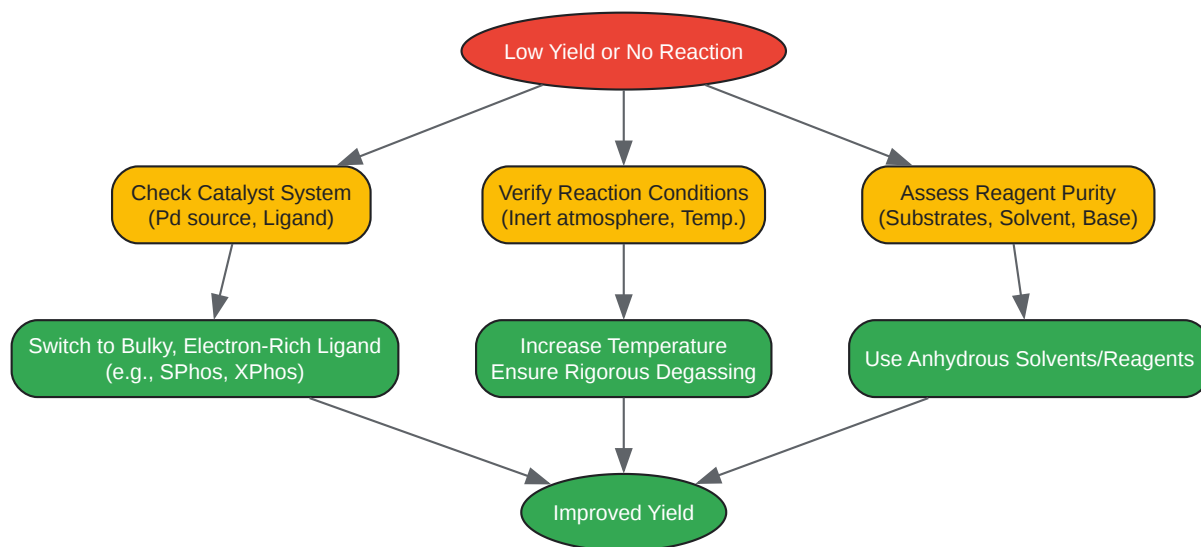 Low Yield or No Reaction
Check Catalyst System
(Pd source, Ligand)
Verify Reaction Conditions
(Inert atmosphere, Temp.)
Assess Reagent Purity
(Substrates, Solvent, Base)
Switch to Bulky, Electron-Rich Ligand
(e.g., SPhos, XPhos)
Increase Temperature
Ensure Rigorous Degassing
Use Anhydrous Solvents/Reagents
Improved Yield